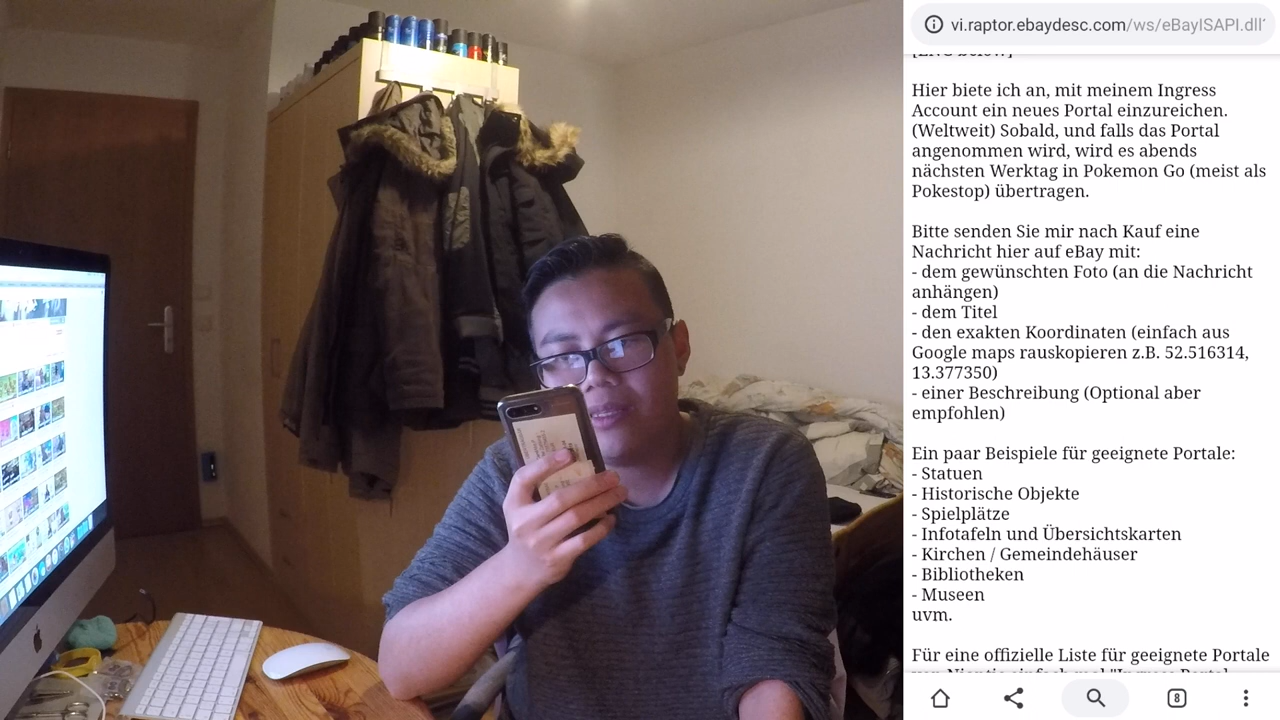 vi.raptor.ebaydesc.com/ws/eBayISAPI.dll?
Hier biete ich an, mit meinem Ingress
Account ein neues Portal einzureichen.
(Weltweit) Sobald, und falls das Portal
angenommen wird, wird es abends
nächsten Werktag in Pokemon Go (meist als
Pokestop) übertragen.
Bitte senden Sie mir nach Kauf eine
Nachricht hier auf eBay mit:
- dem gewünschten Foto (an die Nachricht
anhängen)
- dem Titel
- den exakten Koordinaten (einfach aus
Google maps rauskopieren z.B. 52.516314,
13.377350)
- einer Beschreibung (Optional aber
empfohlen)
Ein paar Beispiele für geeignete Portale:
- Statuen
- Historische Objekte
- Spielplätze
- Infotafeln und Übersichtskarten
- Kirchen / Gemeindehäuser
- Bibliotheken
- Museen
uvm.
Für eine offizielle Liste für geeignete Portale
8